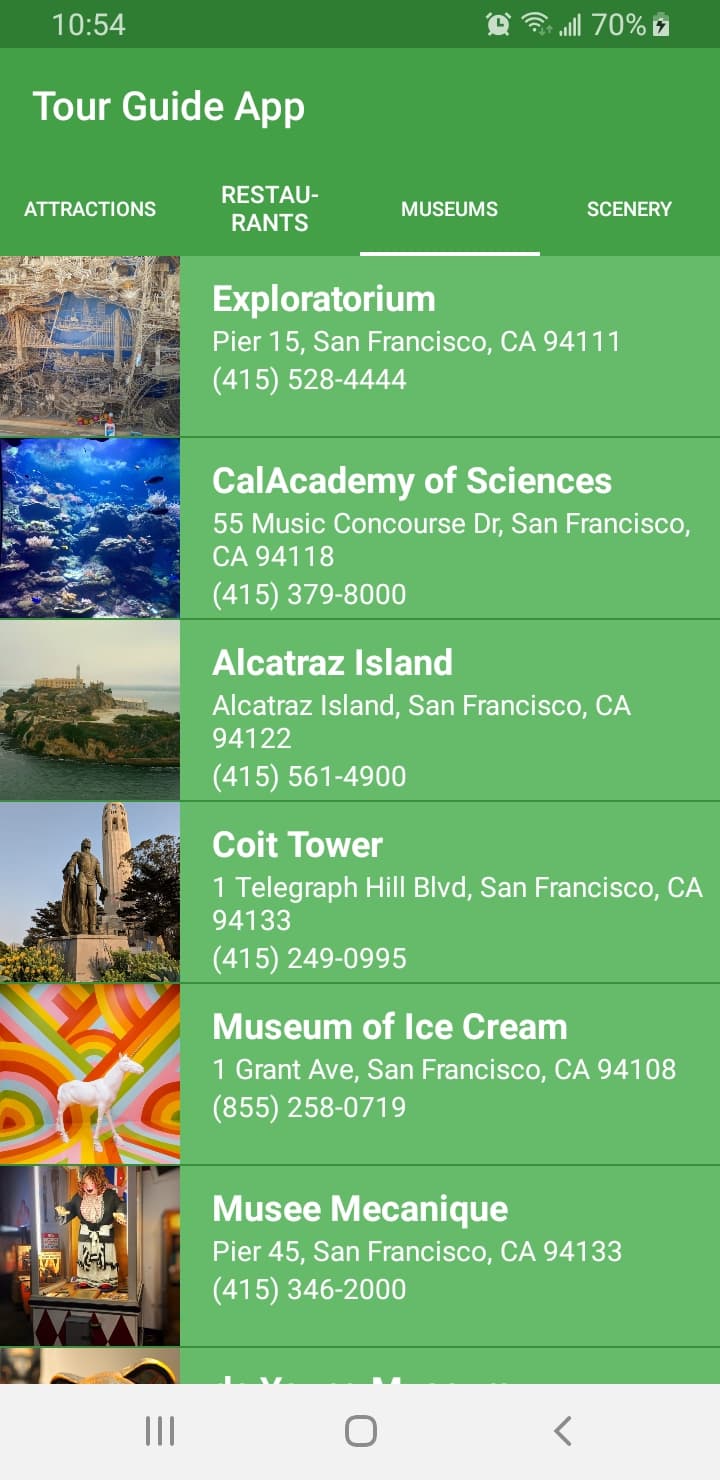 10:54
70%
Tour Guide App
ATTRACTIONS
RESTAU-
RANTS
MUSEUMS
SCENERY
Exploratorium
Pier 15, San Francisco, CA 94111
(415) 528-4444
CalAcademy of Sciences
55 Music Concourse Dr, San Francisco,
CA 94118
(415) 379-8000
Alcatraz Island
Alcatraz Island, San Francisco, CA
94122
(415) 561-4900
Coit Tower
1 Telegraph Hill Blvd, San Francisco, CA
94133
(415) 249-0995
Museum of Ice Cream
1 Grant Ave, San Francisco, CA 94108
(855) 258-0719
Musee Mecanique
Pier 45, San Francisco, CA 94133
(415) 346-2000